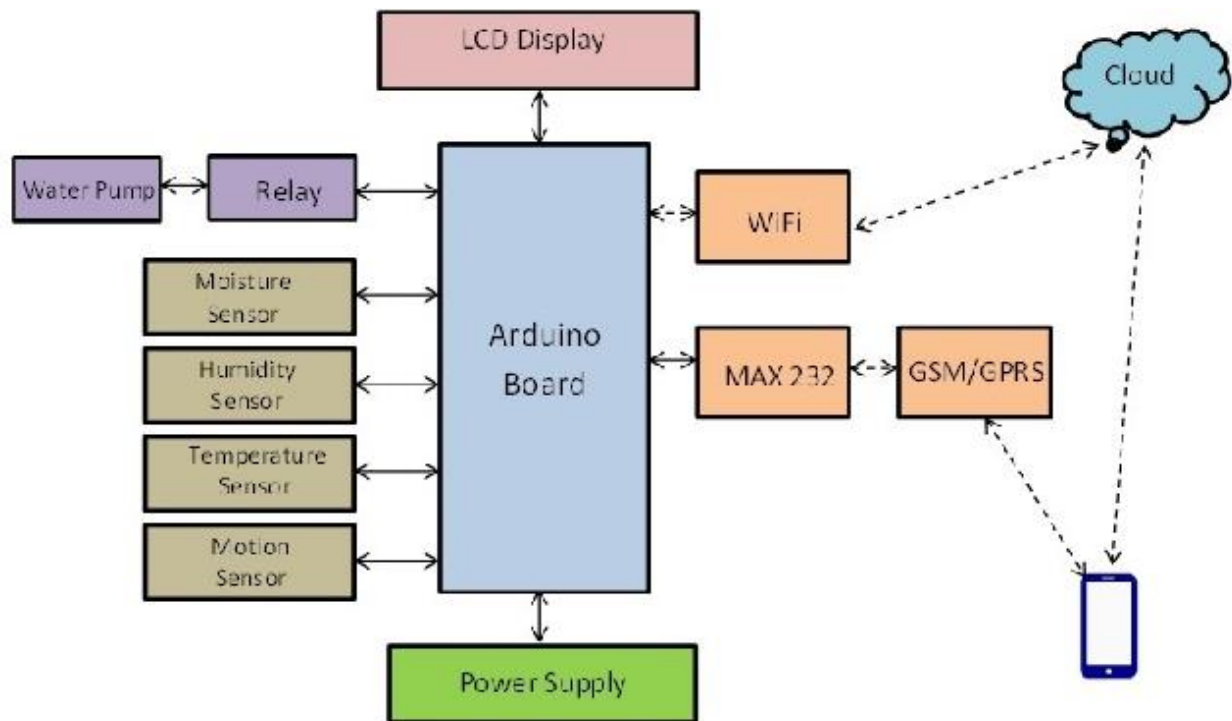 LCD Display
Cloud
Water Pump
Relay
WiFi
Moisture
Sensor
Arduino
Board
Humidity
Sensor
MAX 232
GSM/GPRS
Temperature
Sensor
Motion
Sensor
Power Supply